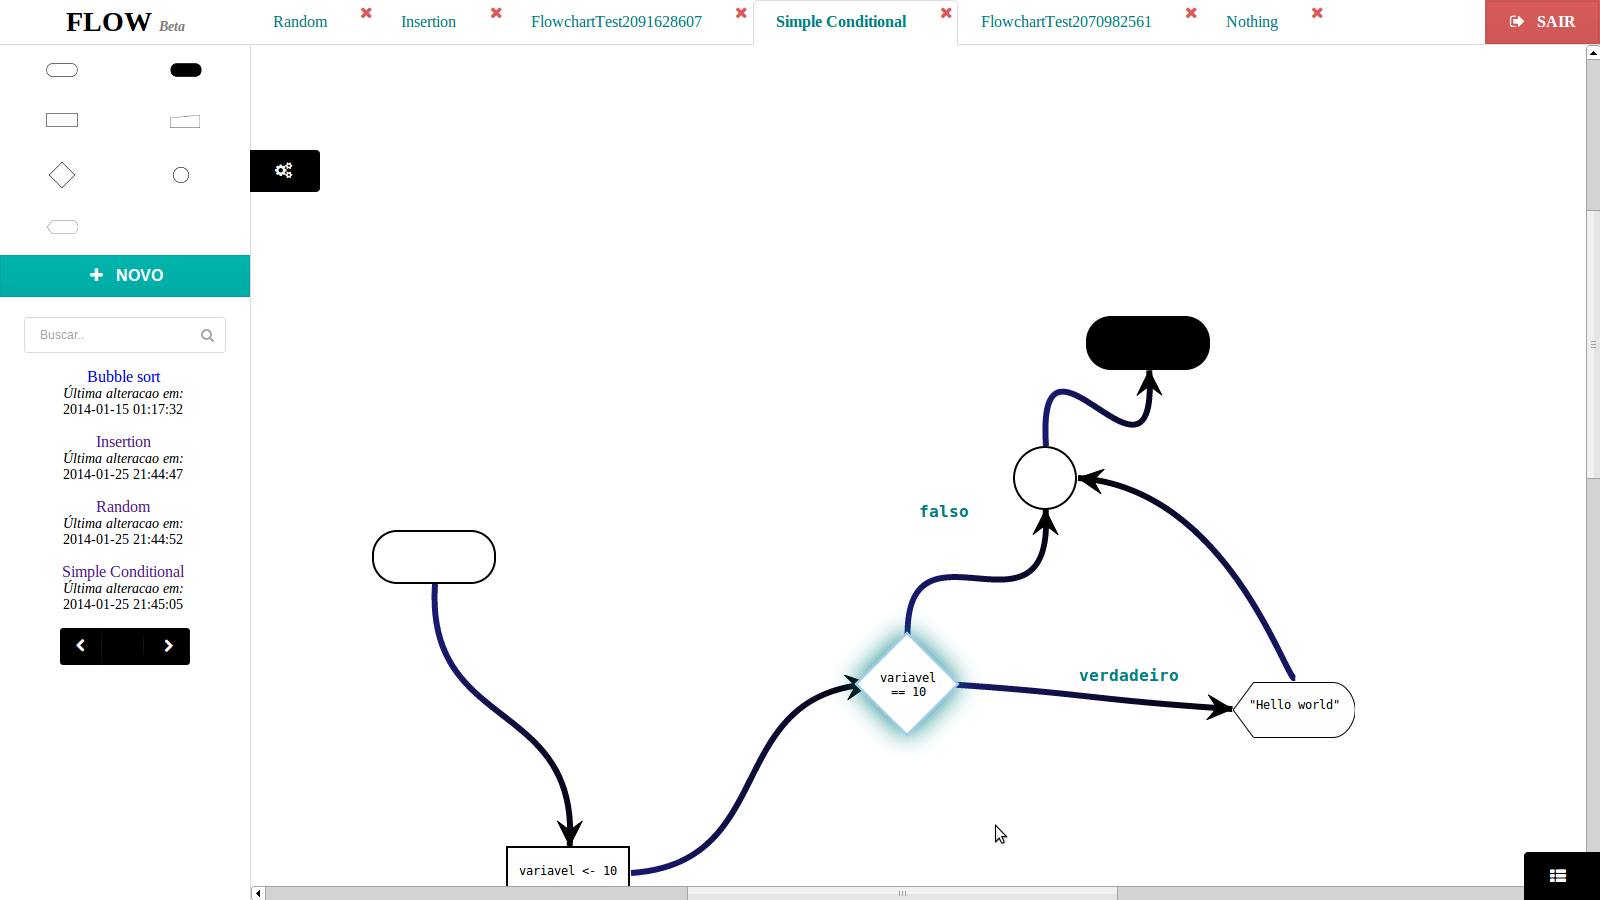 FLOW Beta
Random
Insertion
FlowchartTest2091628607
Simple Conditional
FlowchartTest2070982561
Nothing
SAIR
NOVO
Buscar..
Bubble sort
Última alteracao em:
2014-01-15 01:17:32
Insertion
Última alteracao em:
2014-01-25 21:44:47
Random
Última alteracao em:
2014-01-25 21:44:52
Simple Conditional
Última alteracao em:
2014-01-25 21:45:05
falso
variavel
== 10
verdadeiro
"Hello world"
variavel <- 10